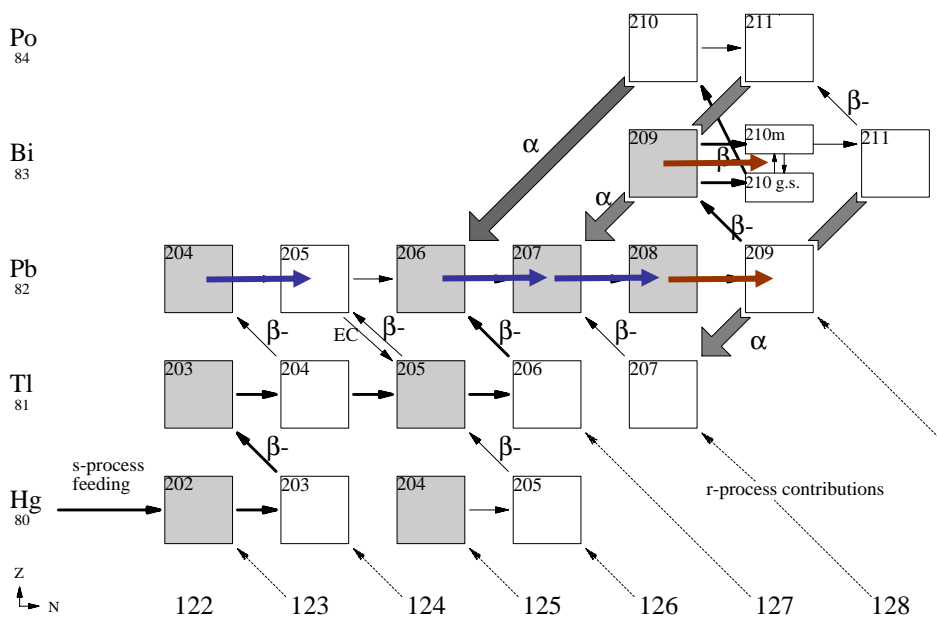 Po
84
210
211
β-
α
Bi
83
209
210m
211
β
210 g.s.
α
β-
Pb
82
204
205
206
207
208
209
β-
EC
β-
β-
β-
α
Tl
81
203
204
205
206
207
β-
β-
s-process
feeding
r-process contributions
Hg
80
202
203
204
205
Z
N
122
123
124
125
126
127
128